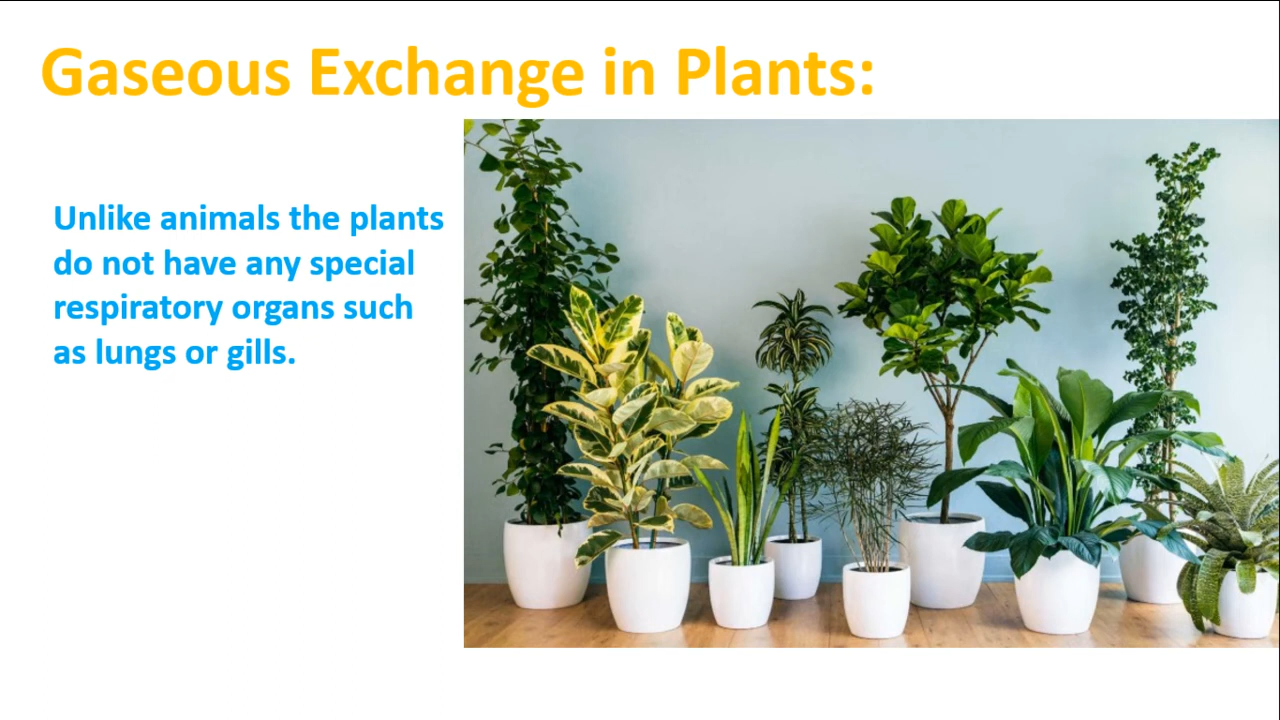 Gaseous Exchange in Plants:
Unlike animals the plants
do not have any special
respiratory organs such
as lungs or gills.